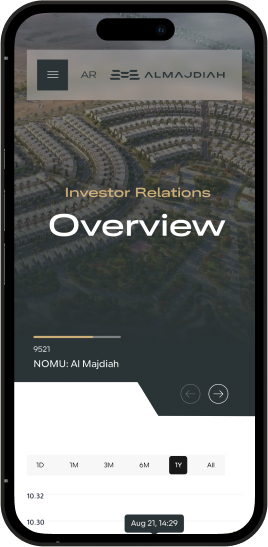 AR ALMAJDIAH
Investor Relations
Overview
9521
NOMU: Al Majdiah
1D 1M 3M 6M 1Y All
10.32
10.30
Aug 21, 14:29